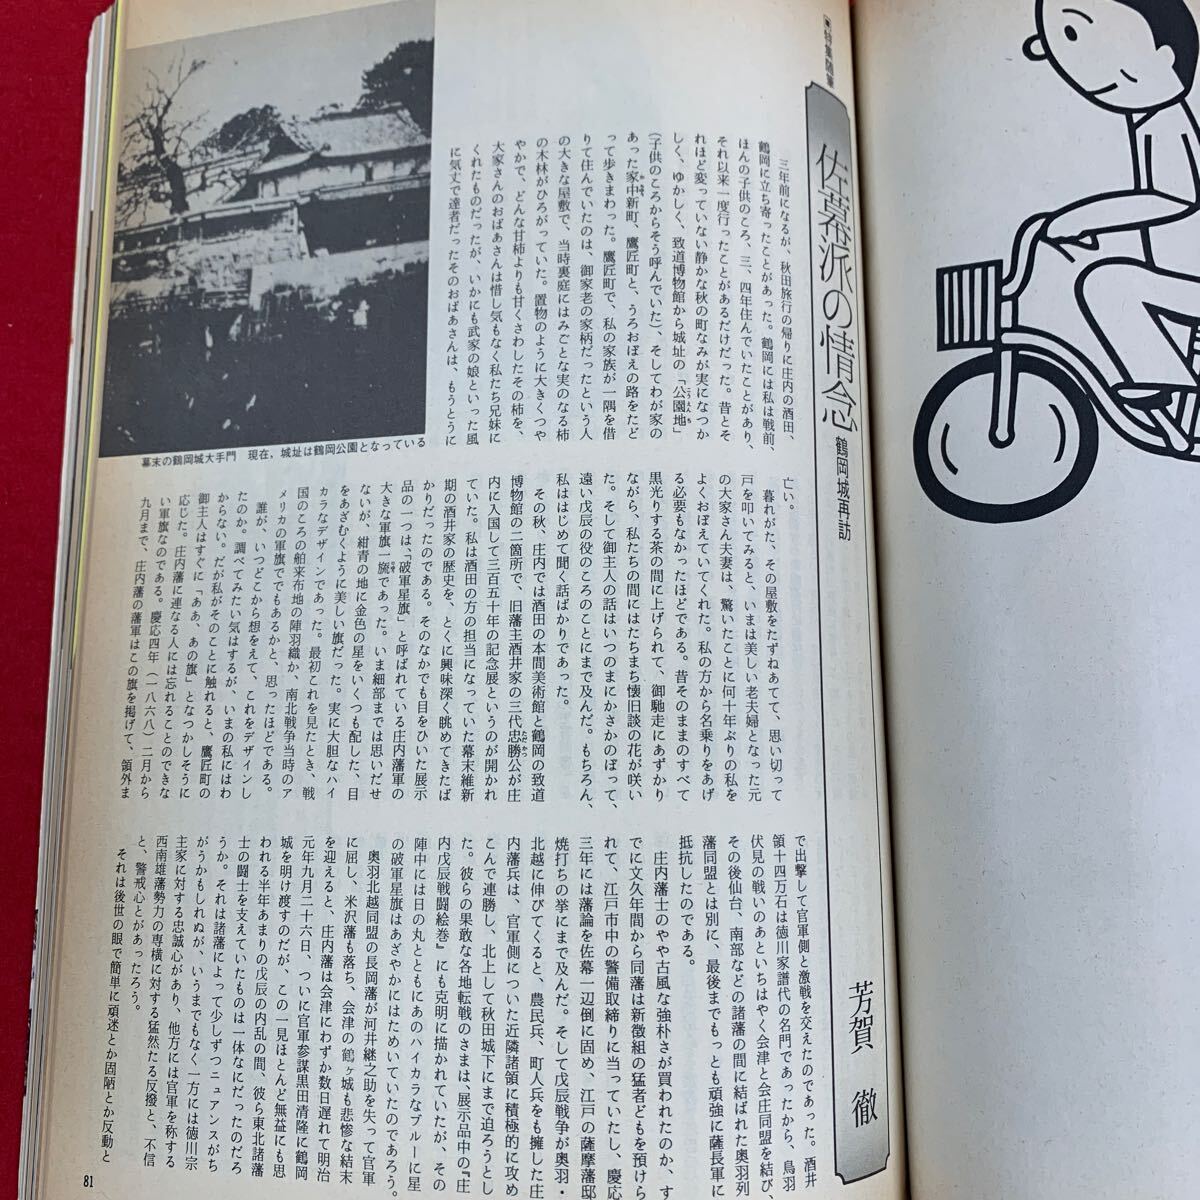 ■特集随筆
佐幕派の情念
鶴岡城再訪
芳賀　徹
三年前になるが、秋田旅行の帰りに庄内の酒田、
鶴岡に立ち寄ったことがあった。鶴岡には私は戦前、
ほんの子供のころ、三、四年住んでいたことがあり、
それ以来一度行ったことがあるだけだった。昔とそ
れほど変っていない静かな秋の町なみが実になつか
しく、ゆかしく、致道博物館から城址の「公園地」
(子供のころからそう呼んでいた)、そしてわが家の
あった家中新町、鷹匠町と、うろおぼえの路をたど
って歩きまわった。鷹匠町で、私の家族が一隅を借
りて住んでいたのは、御家老の家柄だったという人
の大きな屋敷で、当時裏庭にはみごとな実のなる柿
の木林がひろがっていた。置物のように大きくつや
やかで、どんな甘柿よりも甘くさわしたその柿を、
大家さんのおばあさんは惜し気もなく私たち兄妹に
くれたものだったが、いかにも武家の娘といった風
に気丈で達者だったそのおばあさんは、もうとうに
亡い。
暮れがた、その屋敷をたずねあてて、思い切って
戸を叩いてみると、いまは美しい老夫婦となった元
の大家さん夫妻は、驚いたことに何十年ぶりの私を
よくおぼえていてくれた。私の方から名乗りをあげ
る必要もなかったほどである。昔そのままのすべて
黒光りする茶の間に上げられて、御馳走にあずかり
ながら、私たちの間にはたちまち懐旧談の花が咲い
た。そして御主人の話はいつのまにかさかのぼって、
遠い戊辰の役のころのことにまで及んだ。もちろん、
私ははじめて聞く話ばかりであった。
その秋、庄内では酒田の本間美術館と鶴岡の致道
博物館の二箇所で、旧藩主酒井家の三代忠勝公が庄
内に入国して三百五十年の記念展というのが開かれ
ていた。私は酒田の方の担当になっていた幕末維新
期の酒井家の歴史を、とくに興味深く眺めてきたば
かりだったのである。そのなかでも目をひいた展示
品の一つは、「破軍星旗」と呼ばれている庄内藩軍の
大きな軍旗一旒であった。いま細部までは思いだせ
ないが、紺青の地に金色の星をいくつも配した、目
をあざむくように美しい旗だった。実に大胆なハイ
カラなデザインであった。最初これを見たとき、戦
国のころの舶来布地の陣羽織か、南北戦争当時のア
メリカの軍旗ででもあるかと、思ったほどである。
誰が、いつどこから想をえて、これをデザインし
たのか。調べてみたい気はするが、いまの私にはわ
からない。だが私がそのことに触れると、鷹匠町の
御主人はすぐに「ああ、あの旗」となつかしそうに
応じた。庄内藩に連なる人には忘れることのできな
い軍旗なのである。慶応四年（一八六八）二月から
九月まで、庄内藩の藩軍はこの旗を掲げて、領外ま
で出撃して官軍側と激戦を交えたのであった。酒井
領十四万石は徳川家譜代の名門であったから、鳥羽
伏見の戦いのあといちはやく会津と会庄同盟を結び、
その後仙台、南部などの諸藩の間に結ばれた奥羽列
藩同盟とは別に、最後までもっとも頑強に薩長軍に
抵抗したのである。
庄内藩士のやや古風な強朴さが買われたのか、す
でに文久年間から同藩は新徴組の猛者どもを預けら
れて、江戸市中の警備取締りに当っていたし、慶応
三年には藩論を佐幕一辺倒に固め、江戸の薩摩藩邸
焼打ちの挙にまで及んだ。そして戊辰戦争が奥羽・
北越に伸びてくると、農民兵、町人兵をも擁した庄
内藩兵は、官軍側についた近隣諸領に積極的に攻め
こんで連勝し、北上して秋田城下にまで迫ろうとし
た。彼らの果敢な各地転戦のさまは、展示品中の『庄
内戊辰戦闘絵巻』にも克明に描かれていたが、その
陣中には日の丸とともにあのハイカラなブルーに星
の破軍星旗はあざやかにはためいていたのであろう。
奥羽北越同盟の長岡藩が河井継之助を失って官軍
に屈し、米沢藩も落ち、会津の鶴ヶ城も悲惨な結末
を迎えると、庄内藩は会津にわずか数日遅れて明治
元年九月二十六日、ついに官軍参謀黒田清隆に鶴岡
城を明け渡すのだが、この一見ほとんど無益にも思
われる半年あまりの戊辰の内乱の間、彼ら東北諸藩
士の闘士を支えていたものは一体なにだったのだろ
うか。それは諸藩によって少しずつニュアンスがち
がうかもしれぬが、いうまでもなく一方には徳川宗
主家に対する忠誠心があり、他方には官軍を称する
西南雄藩勢力の専横に対する猛然たる反撥と、不信
と、警戒心とがあったろう。
それは後世の眼で簡単に頑迷とか固陋とか反動と
幕末の鶴岡城大手門　現在，城址は鶴岡公園となっている
81